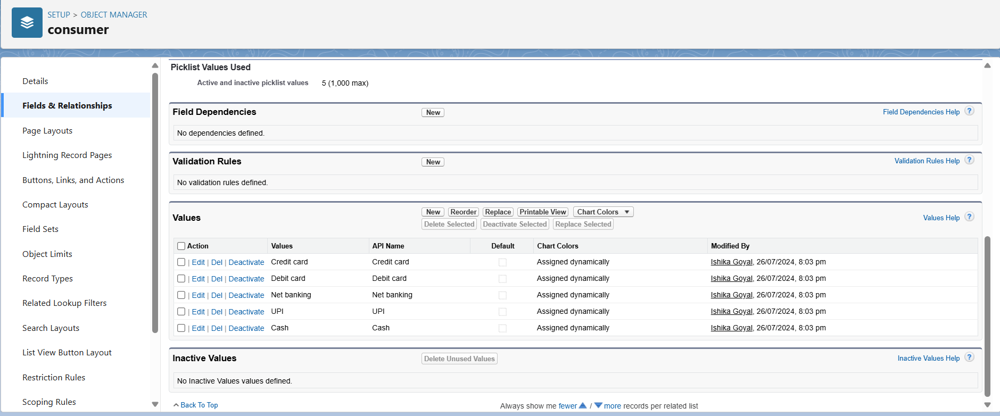 SETUP > OBJECT MANAGER
consumer
Details
Fields & Relationships
Page Layouts
Lightning Record Pages
Buttons, Links, and Actions
Compact Layouts
Field Sets
Object Limits
Record Types
Related Lookup Filters
Search Layouts
List View Button Layout
Restriction Rules
Scoping Rules
Picklist Values Used
Active and inactive picklist values 5 (1,000 max)
Field Dependencies New Field Dependencies Help ?
No dependencies defined.
Validation Rules New Validation Rules Help ?
No validation rules defined.
Values New Reorder Replace Printable View Chart Colors ▼ Values Help ?
Delete Selected Deactivate Selected Replace Selected
Action Values API Name Default Chart Colors Modified By
| Edit | Del | Deactivate Credit card Credit card Assigned dynamically Ishika Goyal, 26/07/2024, 8:03 pm
| Edit | Del | Deactivate Debit card Debit card Assigned dynamically Ishika Goyal, 26/07/2024, 8:03 pm
| Edit | Del | Deactivate Net banking Net banking Assigned dynamically Ishika Goyal, 26/07/2024, 8:03 pm
| Edit | Del | Deactivate UPI UPI Assigned dynamically Ishika Goyal, 26/07/2024, 8:03 pm
| Edit | Del | Deactivate Cash Cash Assigned dynamically Ishika Goyal, 26/07/2024, 8:03 pm
Inactive Values Delete Unused Values Inactive Values Help ?
No Inactive Values values defined.
Back To Top Always show me fewer ▲ / ▼ more records per related list